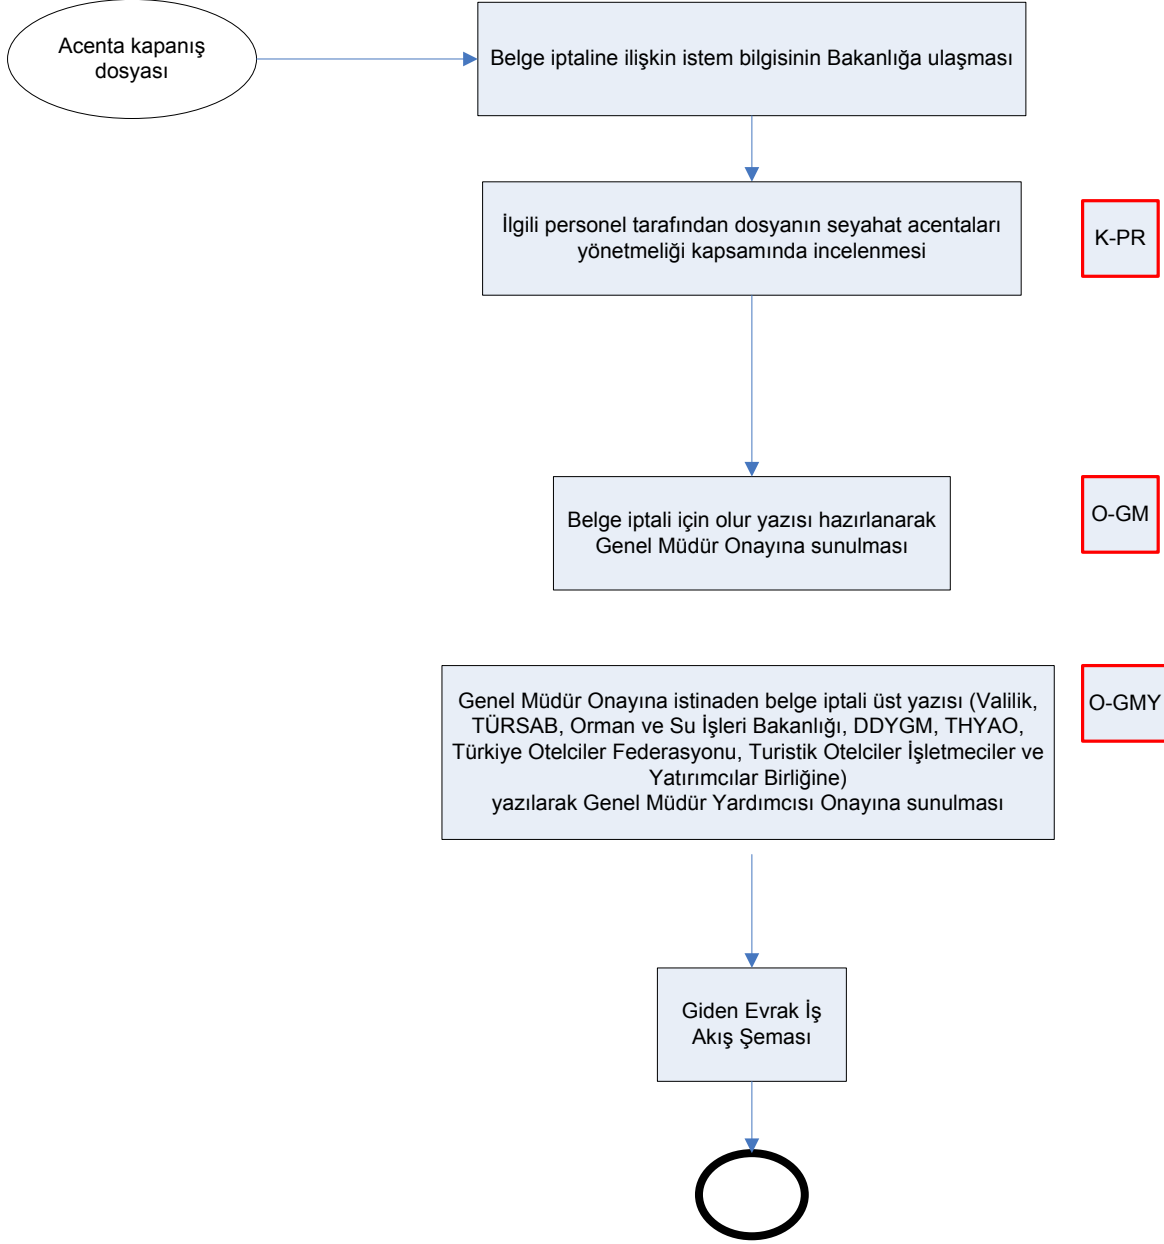 Acenta kapanış
dosyası
Belge iptaline ilişkin istem bilgisinin Bakanlığa ulaşması
İlgili personel tarafından dosyanın seyahat acentaları
yönetmeliği kapsamında incelenmesi
K-PR
Belge iptali için olur yazısı hazırlanarak
Genel Müdür Onayına sunulması
O-GM
Genel Müdür Onayına istinaden belge iptali üst yazısı (Valilik,
TÜRSAB, Orman ve Su İşleri Bakanlığı, DDYGM, THYAO,
Türkiye Otelciler Federasyonu, Turistik Otelciler İşletmeciler ve
Yatırımcılar Birliğine)
yazılarak Genel Müdür Yardımcısı Onayına sunulması
O-GMY
Giden Evrak İş
Akış Şeması